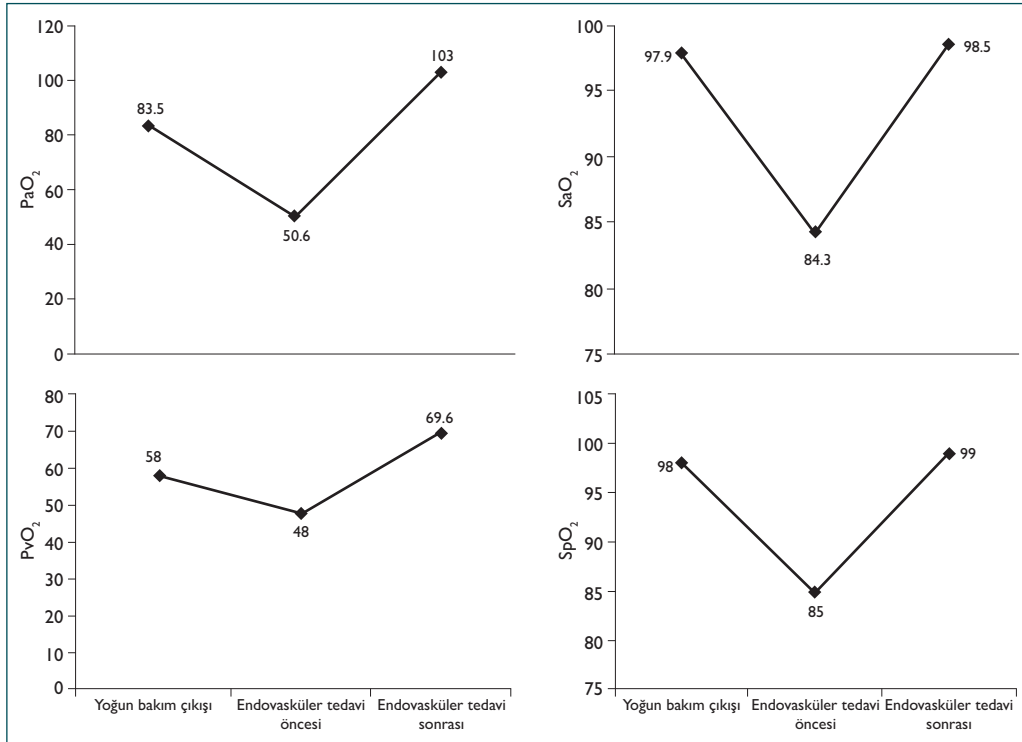 120
100
80
60
40
20
0
PaO₂
83.5
50.6
103
100
95
90
85
80
75
SaO₂
97.9
84.3
98.5
80
70
60
50
40
30
20
10
0
PvO₂
58
48
69.6
Yoğun bakım çıkışı
Endovasküler tedavi
öncesi
Endovasküler tedavi
sonrası
105
100
95
90
85
80
75
SpO₂
98
85
99
Yoğun bakım çıkışı
Endovasküler tedavi
öncesi
Endovasküler tedavi
sonrası